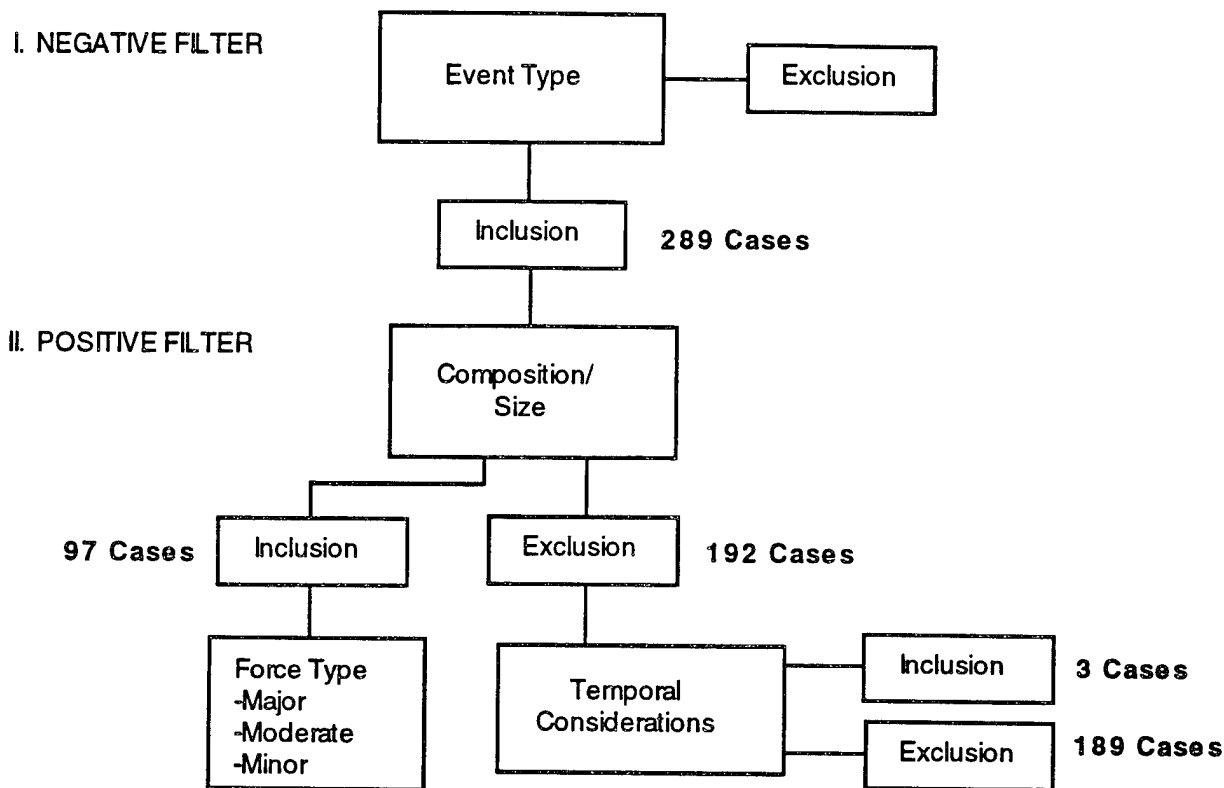 I. NEGATIVE FILTER
Event Type
Exclusion
Inclusion
289 Cases
II. POSITIVE FILTER
Composition/
Size
97 Cases
Inclusion
Exclusion
192 Cases
Force Type
-Major
-Moderate
-Minor
Temporal
Considerations
Inclusion
3 Cases
Exclusion
189 Cases